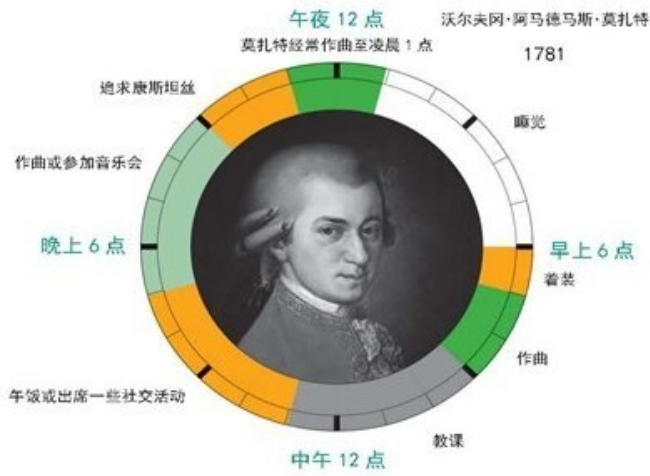 午夜 12 点
沃尔夫冈·阿马德马斯·莫扎特
莫扎特经常作曲至凌晨 1 点
1781
追求康斯坦丝
睡觉
作曲或参加音乐会
晚上 6 点
早上 6 点
着装
作曲
午饭或出席一些社交活动
教课
中午 12 点